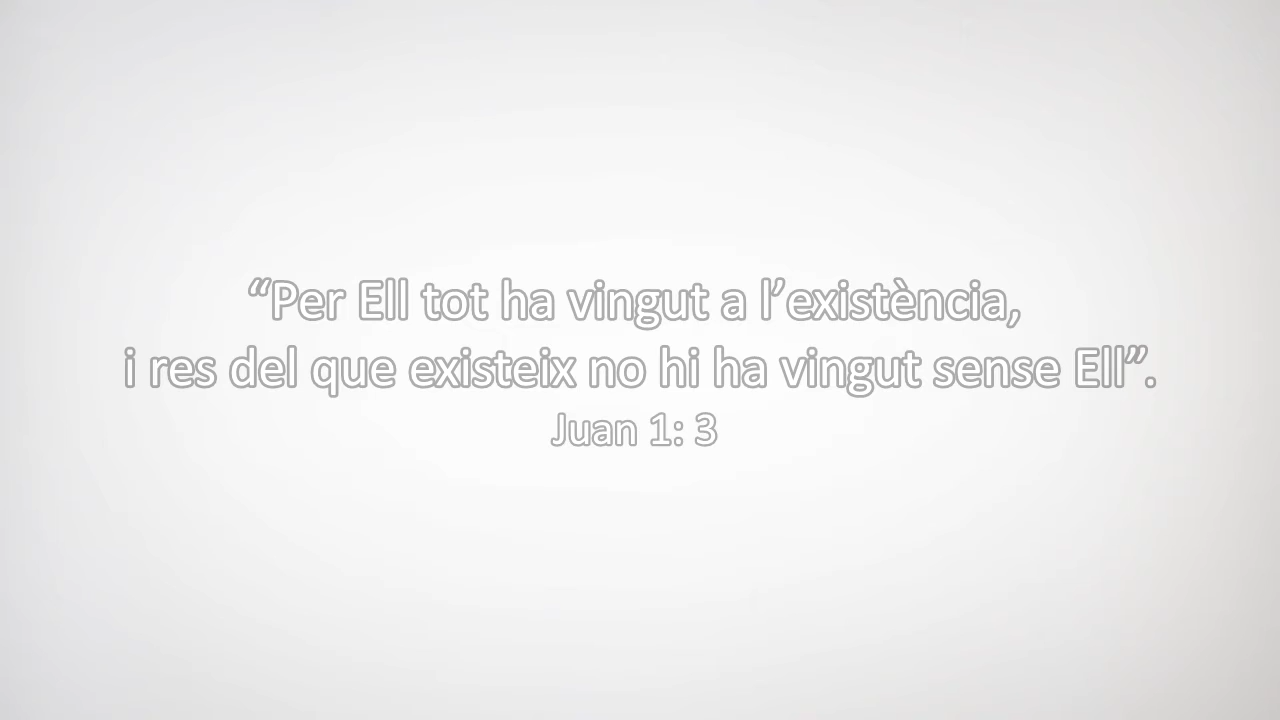 “Per Ell tot ha vingut a l’existència,
i res del que existeix no hi ha vingut sense Ell”.
Juan 1: 3